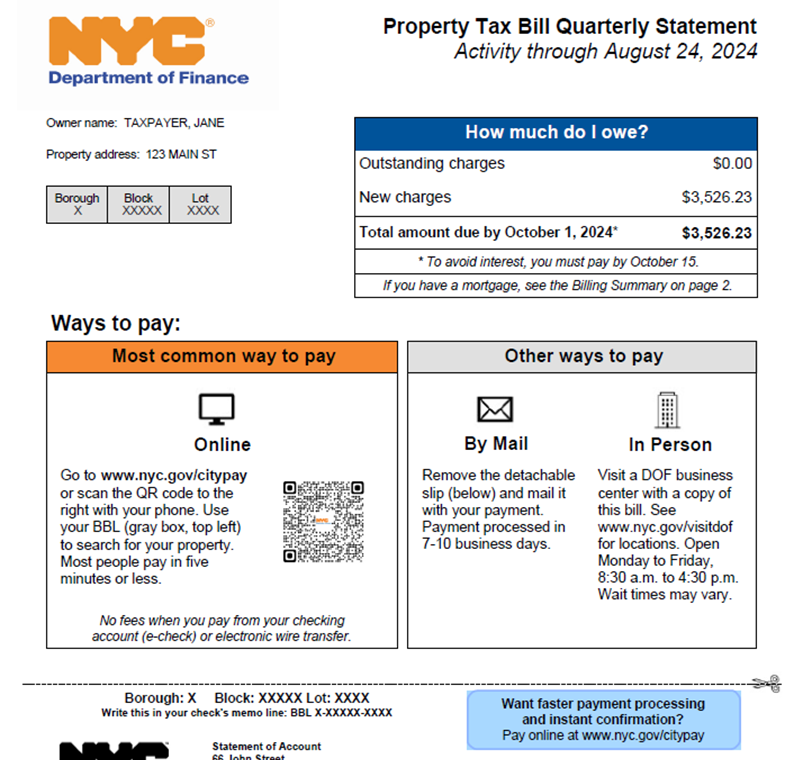 NYC®
Department of Finance
Property Tax Bill Quarterly Statement
Activity through August 24, 2024
Owner name: TAXPAYER, JANE
Property address: 123 MAIN ST
Borough Block Lot
X XXXXX XXXX
How much do I owe?
Outstanding charges $0.00
New charges $3,526.23
Total amount due by October 1, 2024* $3,526.23
* To avoid interest, you must pay by October 15.
If you have a mortgage, see the Billing Summary on page 2.
Ways to pay:
Most common way to pay
Online
Go to www.nyc.gov/citypay
or scan the QR code to the
right with your phone. Use
your BBL (gray box, top left)
to search for your property.
Most people pay in five
minutes or less.
NYC
No fees when you pay from your checking
account (e-check) or electronic wire transfer.
Other ways to pay
By Mail
Remove the detachable
slip (below) and mail it
with your payment.
Payment processed in
7-10 business days.
In Person
Visit a DOF business
center with a copy of
this bill. See
www.nyc.gov/visitdof
for locations. Open
Monday to Friday,
8:30 a.m. to 4:30 p.m.
Wait times may vary.
Borough: X Block: XXXXX Lot: XXXX
Write this in your check's memo line: BBL X-XXXXX-XXXX
Want faster payment processing
and instant confirmation?
Pay online at www.nyc.gov/citypay
NYC
Statement of Account
66 John Street